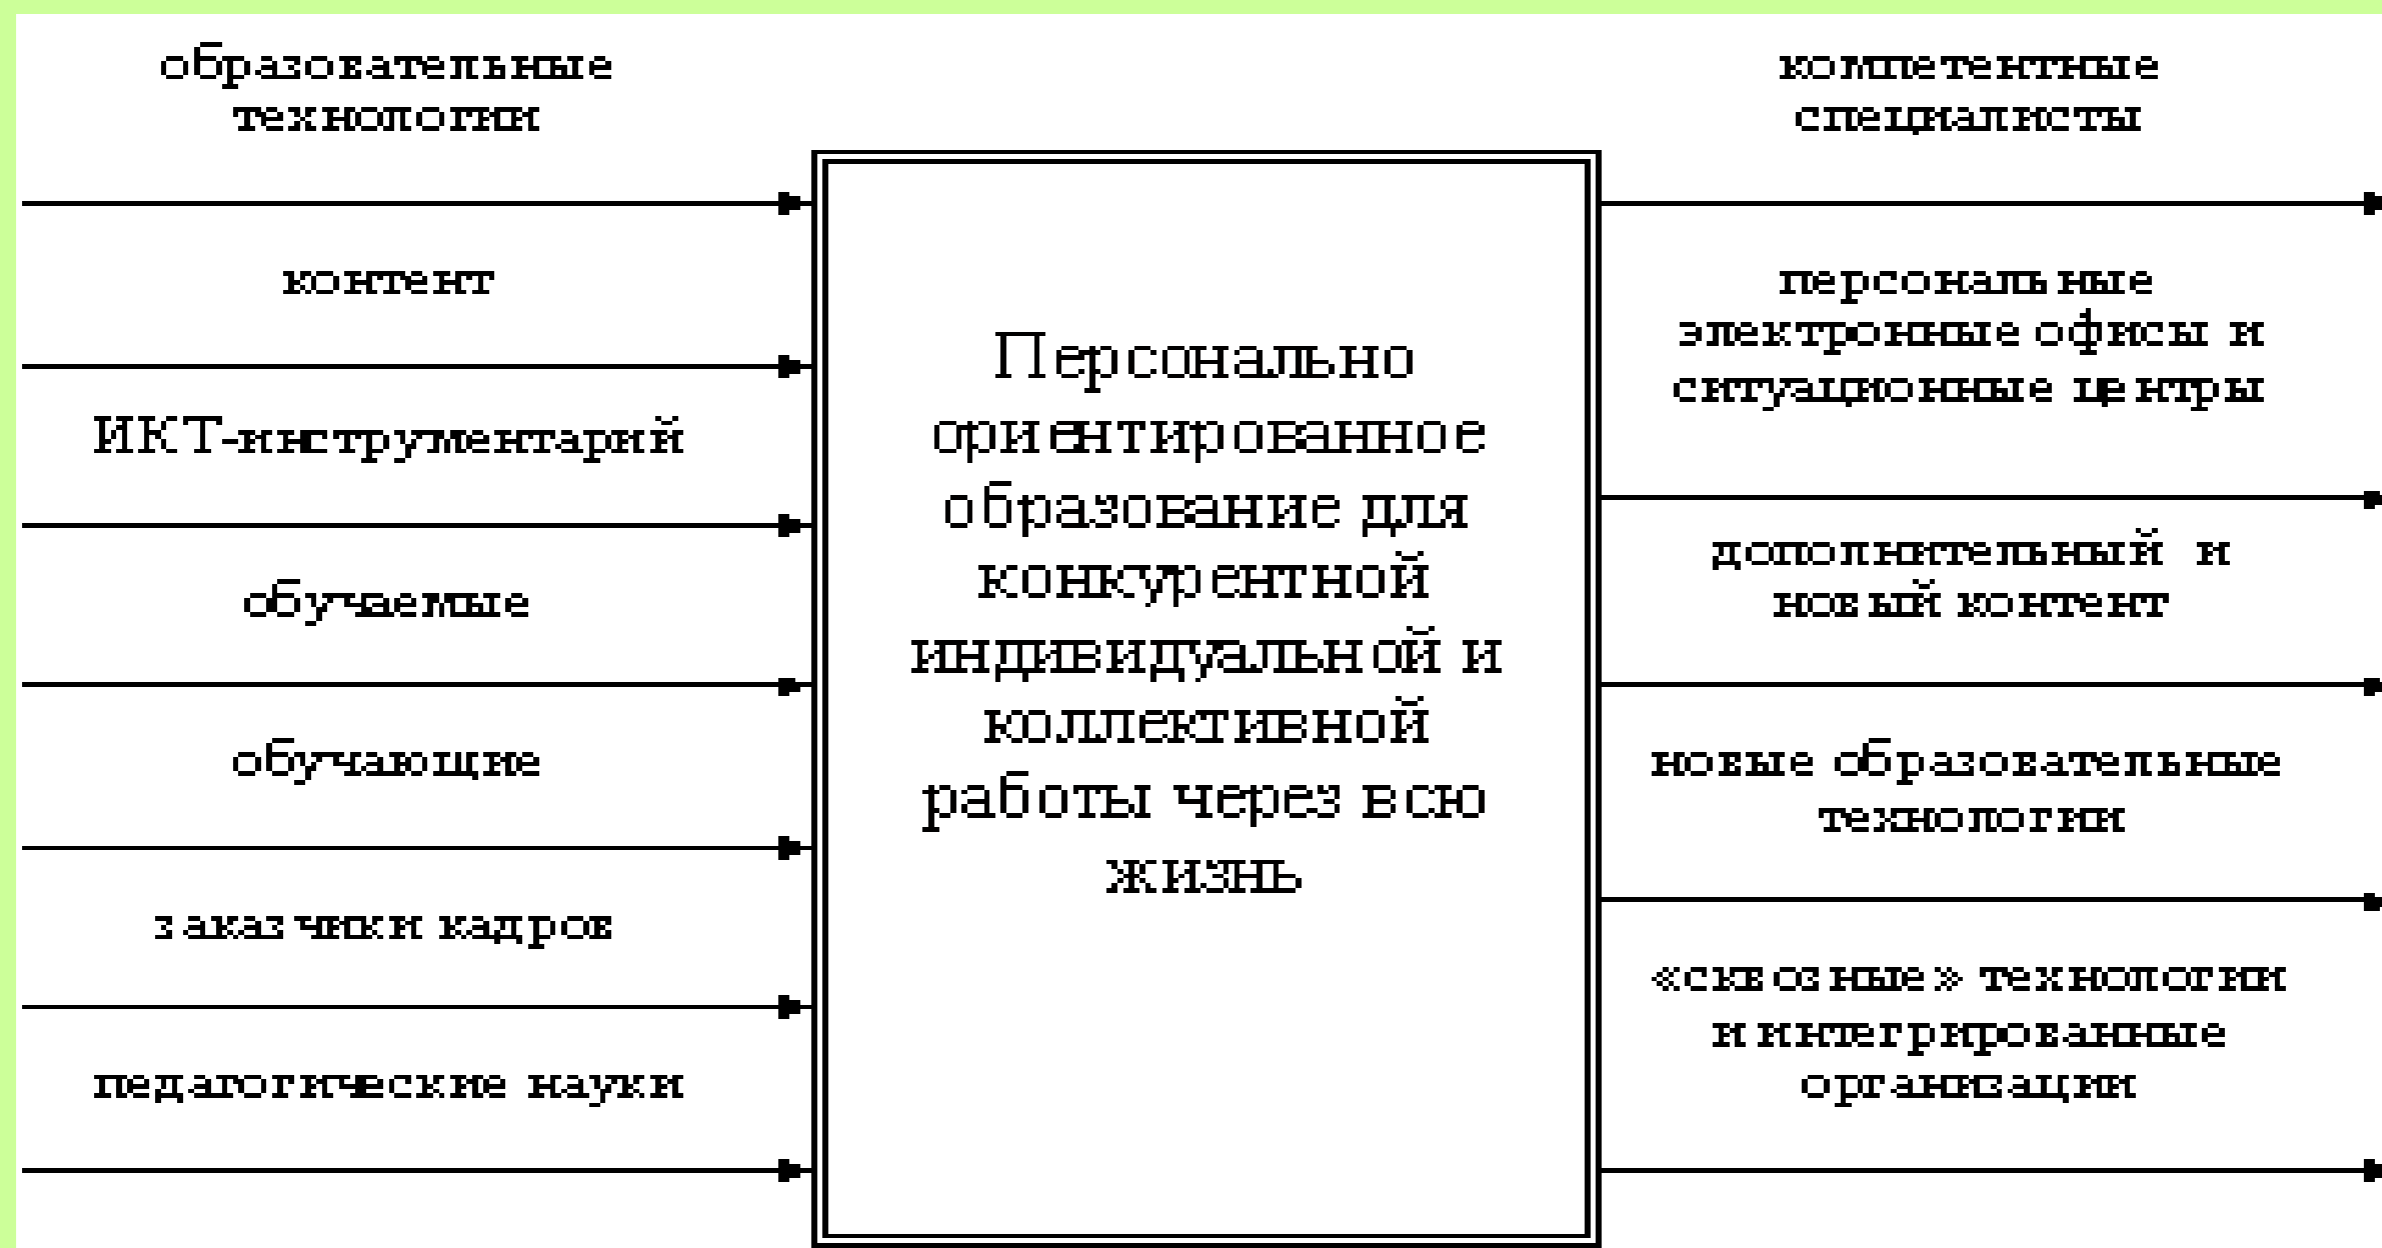 образовательные
технологии
контент
ИКТ-инструментарий
обучаемые
обучающие
заказчики кадров
педагогические науки
Персонально
ориентированное
образование для
конкурентной
индивидуальной и
коллективной
работы через всю
жизнь
компетентные
специалисты
персональные
электронные офисы и
ситуационные центры
дополнительный и
новый контент
новые образовательные
технологии
«сквозные» технологии
и интегрированные
организации